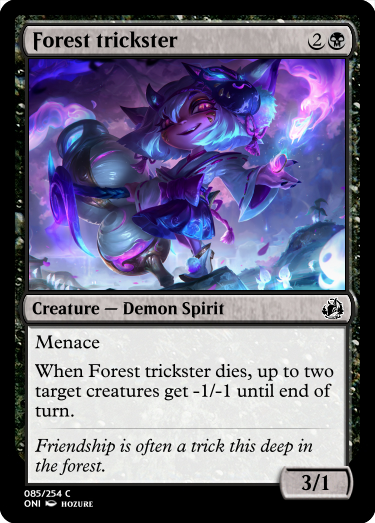 Forest trickster 2
Creature — Demon Spirit
Menace
When Forest trickster dies, up to two
target creatures get -1/-1 until end of
turn.
Friendship is often a trick this deep in
the forest.
3/1
085/254 C
ONI HOZURE